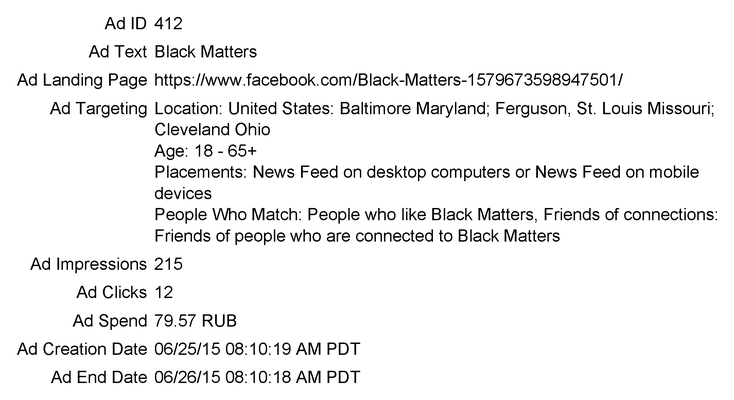 Ad ID 412
Ad Text Black Matters
Ad Landing Page https://www.facebook.com/Black-Matters-1579673598947501/
Ad Targeting Location: United States: Baltimore Maryland; Ferguson, St. Louis Missouri;
Cleveland Ohio
Age: 18 - 65+
Placements: News Feed on desktop computers or News Feed on mobile
devices
People Who Match: People who like Black Matters, Friends of connections:
Friends of people who are connected to Black Matters
Ad Impressions 215
Ad Clicks 12
Ad Spend 79.57 RUB
Ad Creation Date 06/25/15 08:10:19 AM PDT
Ad End Date 06/26/15 08:10:18 AM PDT